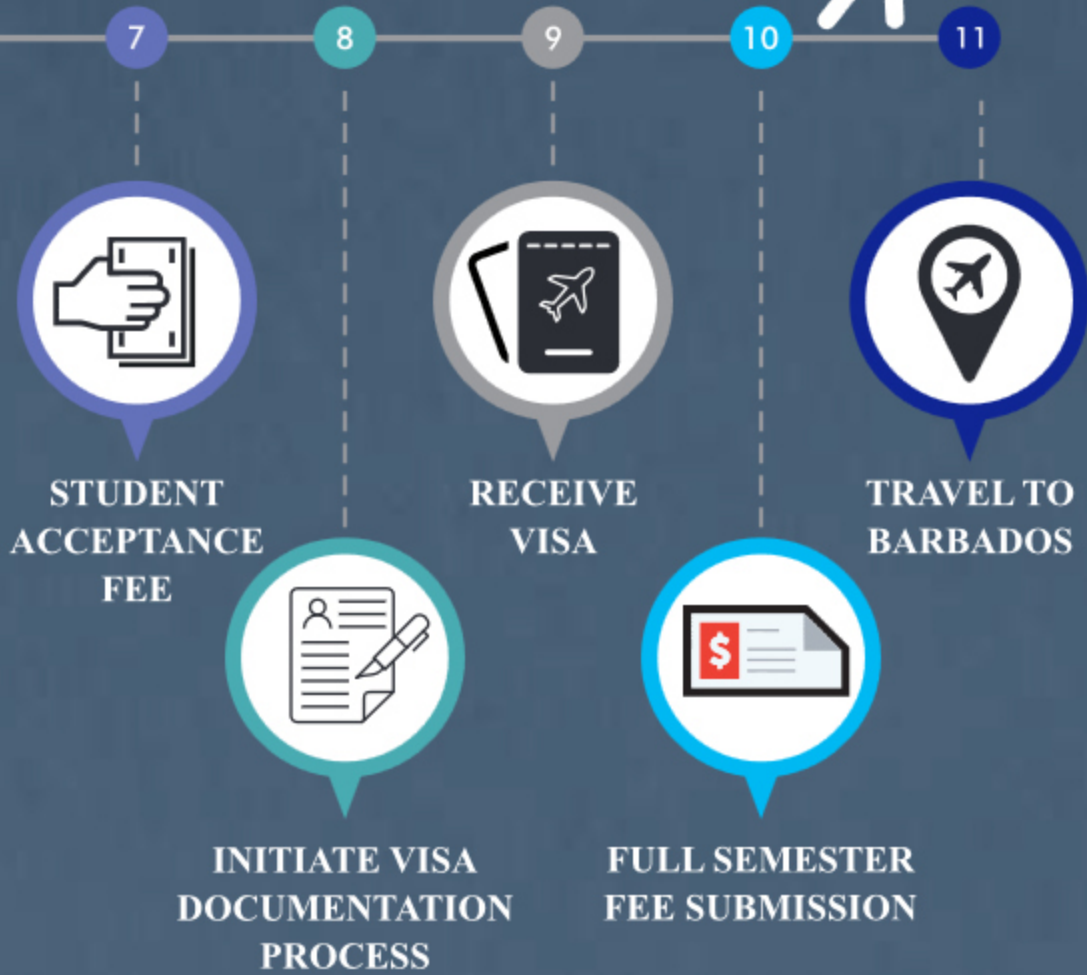 7
8
9
10
11
STUDENT
ACCEPTANCE
FEE
INITIATE VISA
DOCUMENTATION
PROCESS
RECEIVE
VISA
$
FULL SEMESTER
FEE SUBMISSION
TRAVEL TO
BARBADOS